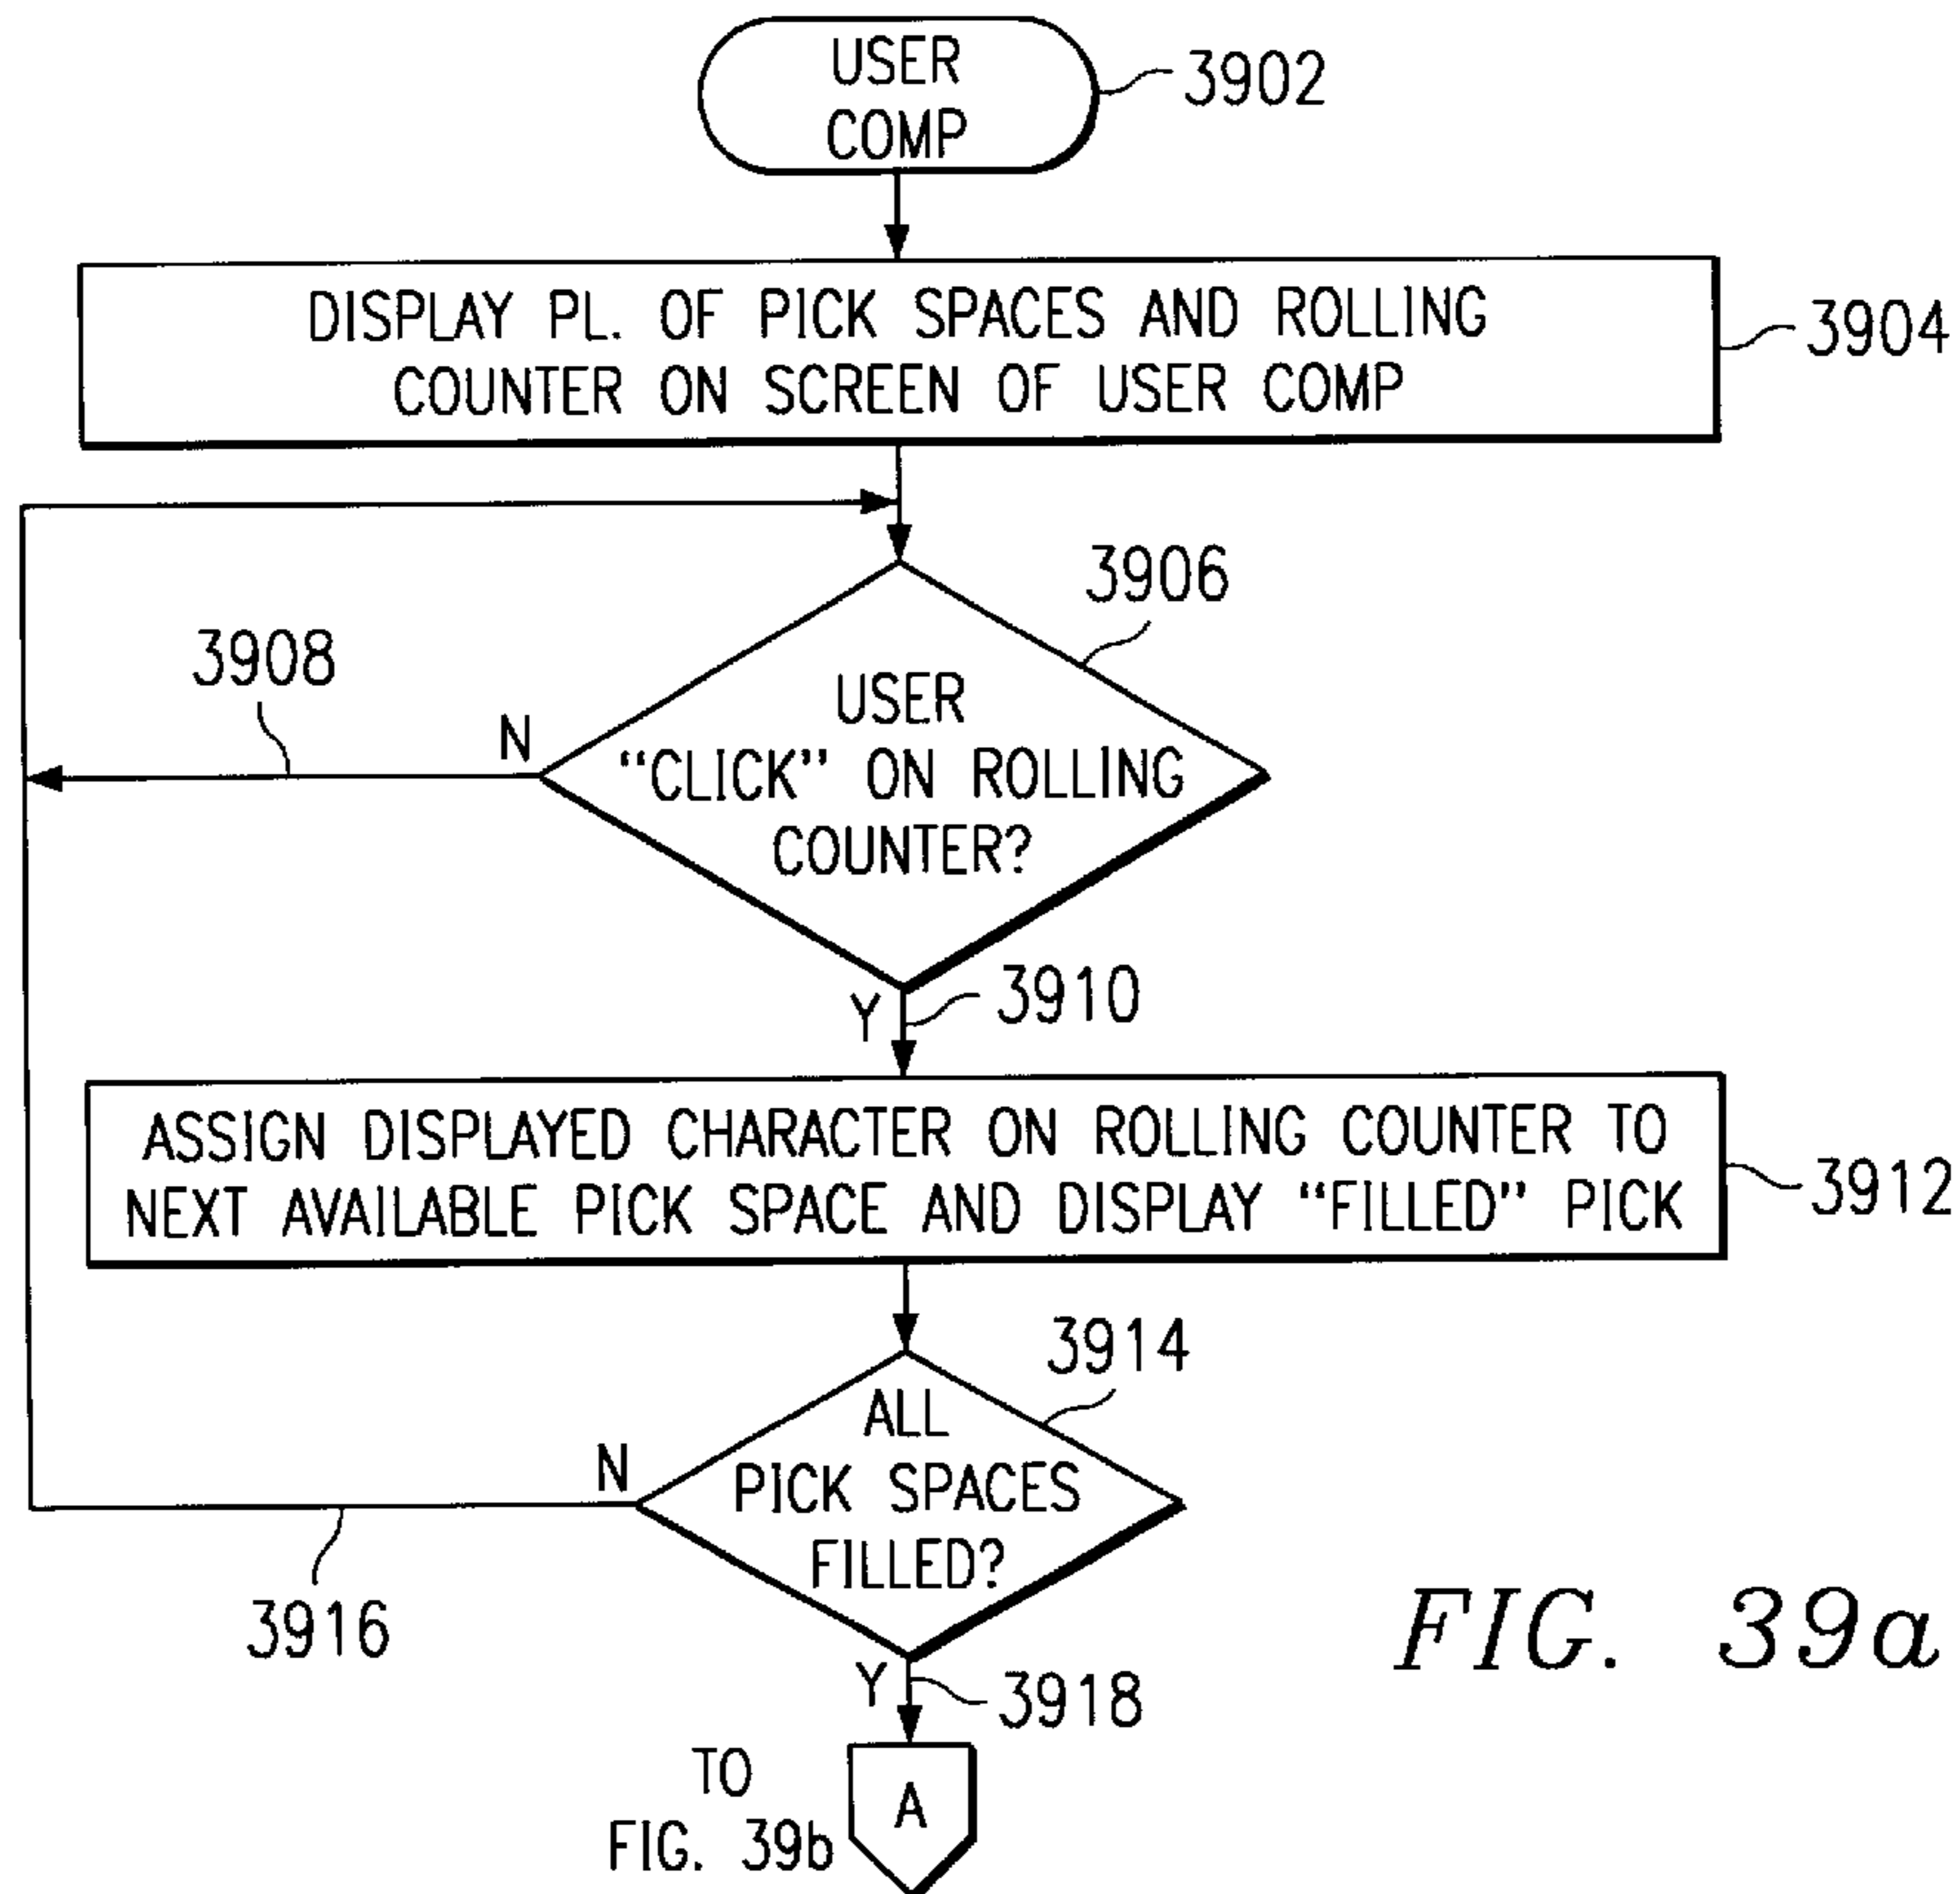 USER
COMP
3902
DISPLAY PL. OF PICK SPACES AND ROLLING
COUNTER ON SCREEN OF USER COMP
3904
3906
3908
N
USER
“CLICK” ON ROLLING
COUNTER?
Y
3910
ASSIGN DISPLAYED CHARACTER ON ROLLING COUNTER TO
NEXT AVAILABLE PICK SPACE AND DISPLAY “FILLED” PICK
3912
3914
N
ALL
PICK SPACES
FILLED?
3916
Y
3918
TO
FIG. 39b
A
FIG. 39a